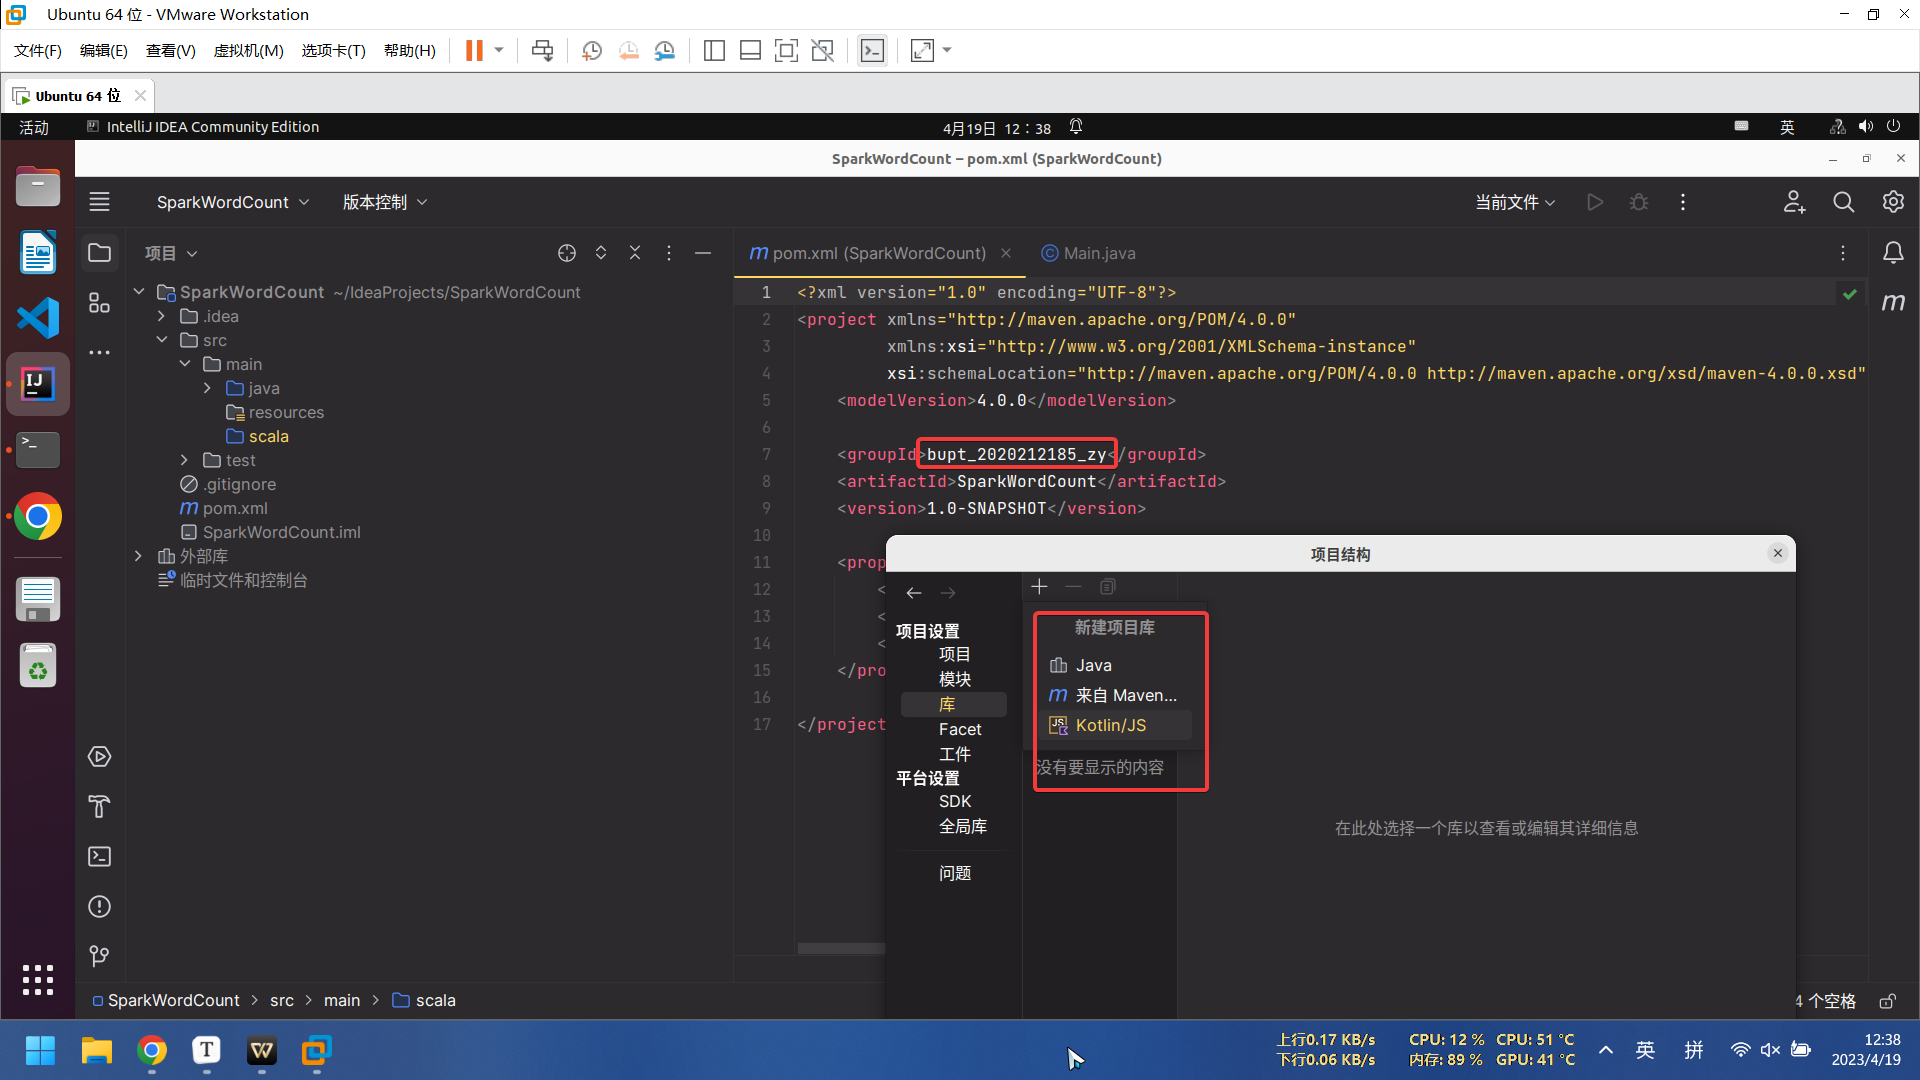 Ubuntu 64 位 - VMware Workstation
文件(F) 编辑(E) 查看(V) 虚拟机(M) 选项卡(T) 帮助(H)
Ubuntu 64 位
活动 IntelliJ IDEA Community Edition 4月19日 12：38 英
SparkWordCount – pom.xml (SparkWordCount)
SparkWordCount 版本控制 当前文件
项目 pom.xml (SparkWordCount) Main.java
SparkWordCount ~/IdeaProjects/SparkWordCount
.idea
src
main
java
resources
scala
test
.gitignore
pom.xml
SparkWordCount.iml
外部库
临时文件和控制台
1 <?xml version="1.0" encoding="UTF-8"?>
2 <project xmlns="http://maven.apache.org/POM/4.0.0"
3 xmlns:xsi="http://www.w3.org/2001/XMLSchema-instance"
4 xsi:schemaLocation="http://maven.apache.org/POM/4.0.0 http://maven.apache.org/xsd/maven-4.0.0.xsd"
5 <modelVersion>4.0.0</modelVersion>
6
7 <groupId>bupt_2020212185_zy</groupId>
8 <artifactId>SparkWordCount</artifactId>
9 <version>1.0-SNAPSHOT</version>
10
11 <prop
12 <
13 <
14 <
15 </pro
16
17 </project
项目结构
项目设置
项目
模块
库
Facet
工件
平台设置
SDK
全局库
问题
新建项目库
Java
来自 Maven...
Kotlin/JS
没有要显示的内容
在此处选择一个库以查看或编辑其详细信息
SparkWordCount > src > main > scala 4 个空格
上行0.17 KB/s CPU: 12 % CPU: 51 °C
下行0.06 KB/s 内存: 89 % GPU: 41 °C
英 拼
12:38
2023/4/19